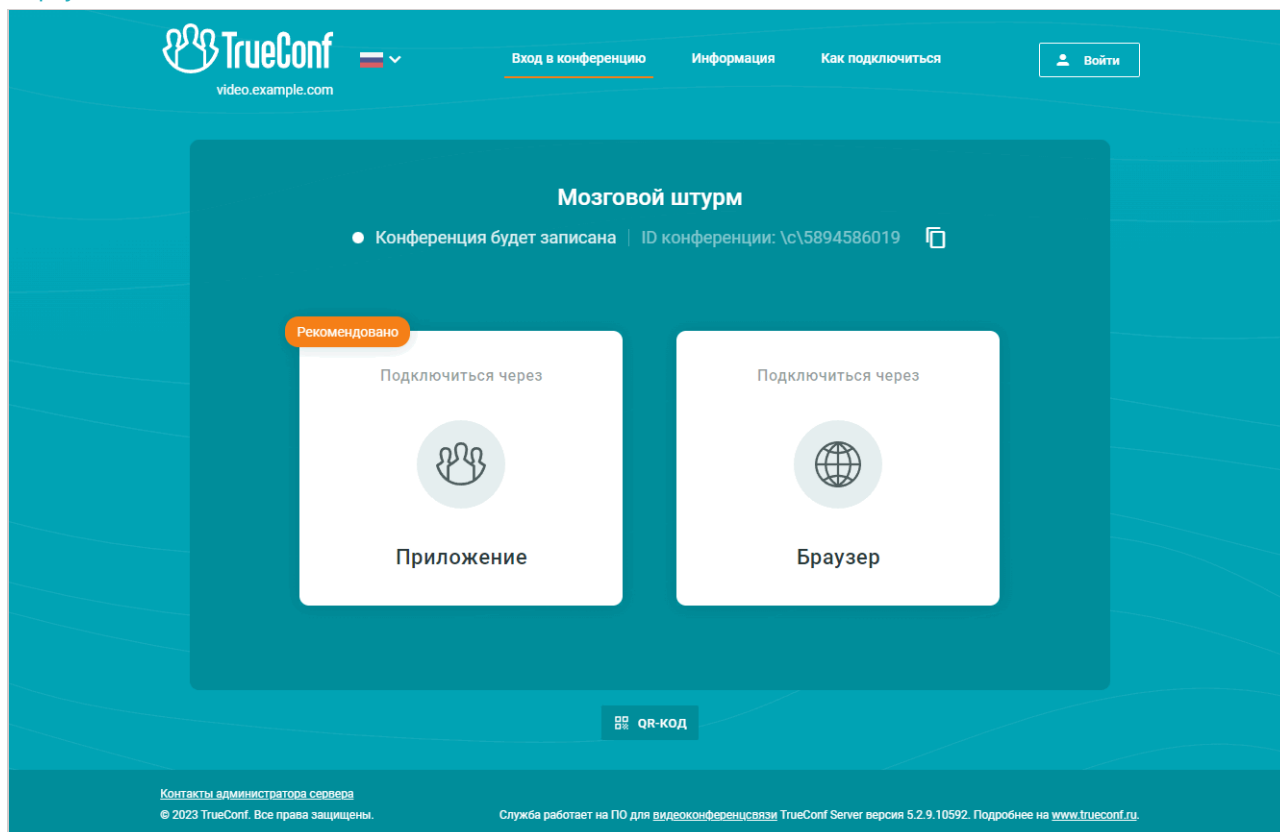 TrueConf
video.example.com
Вход в конференцию
Информация
Как подключиться
Войти
Мозговой штурм
Конференция будет записана | ID конференции: \c\5894586019
Рекомендовано
Подключиться через
Приложение
Подключиться через
Браузер
QR-КОД
Контакты администратора сервера
© 2023 TrueConf. Все права защищены.
Служба работает на ПО для видеоконференцсвязи TrueConf Server версия 5.2.9.10592. Подробнее на www.trueconf.ru.